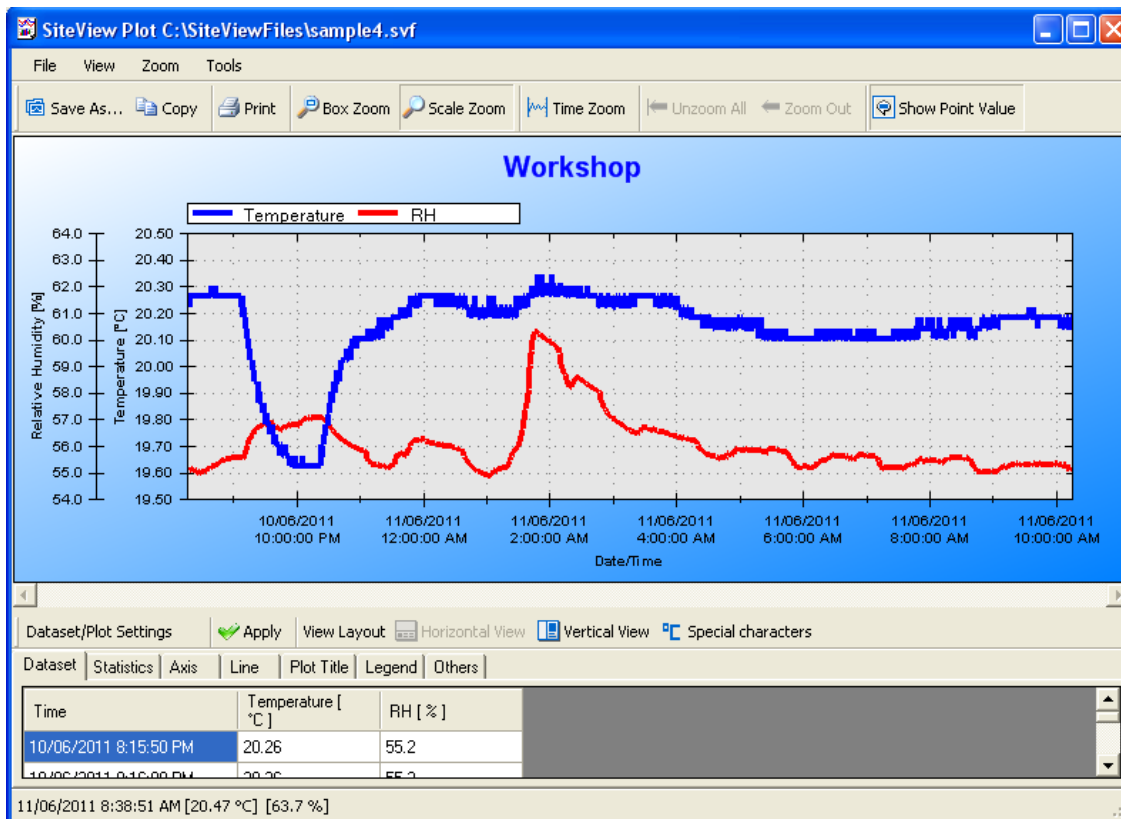 SiteView Plot C:\SiteViewFiles\sample4.svf
File View Zoom Tools
Save As... Copy Print Box Zoom Scale Zoom Time Zoom Unzoom All Zoom Out Show Point Value
Workshop
Temperature RH
Relative Humidity [%]
64.0
63.0
62.0
61.0
60.0
59.0
58.0
57.0
56.0
55.0
54.0
Temperature [°C]
20.50
20.40
20.30
20.20
20.10
20.00
19.90
19.80
19.70
19.60
19.50
10/06/2011 11/06/2011 11/06/2011 11/06/2011 11/06/2011 11/06/2011 11/06/2011
10:00:00 PM 12:00:00 AM 2:00:00 AM 4:00:00 AM 6:00:00 AM 8:00:00 AM 10:00:00 AM
Date/Time
Dataset/Plot Settings Apply View Layout Horizontal View Vertical View °C Special characters
Dataset Statistics Axis Line Plot Title Legend Others
Time Temperature [ °C ] RH [ % ]
10/06/2011 8:15:50 PM 20.26 55.2
11/06/2011 8:38:51 AM [20.47 °C] [63.7 %]